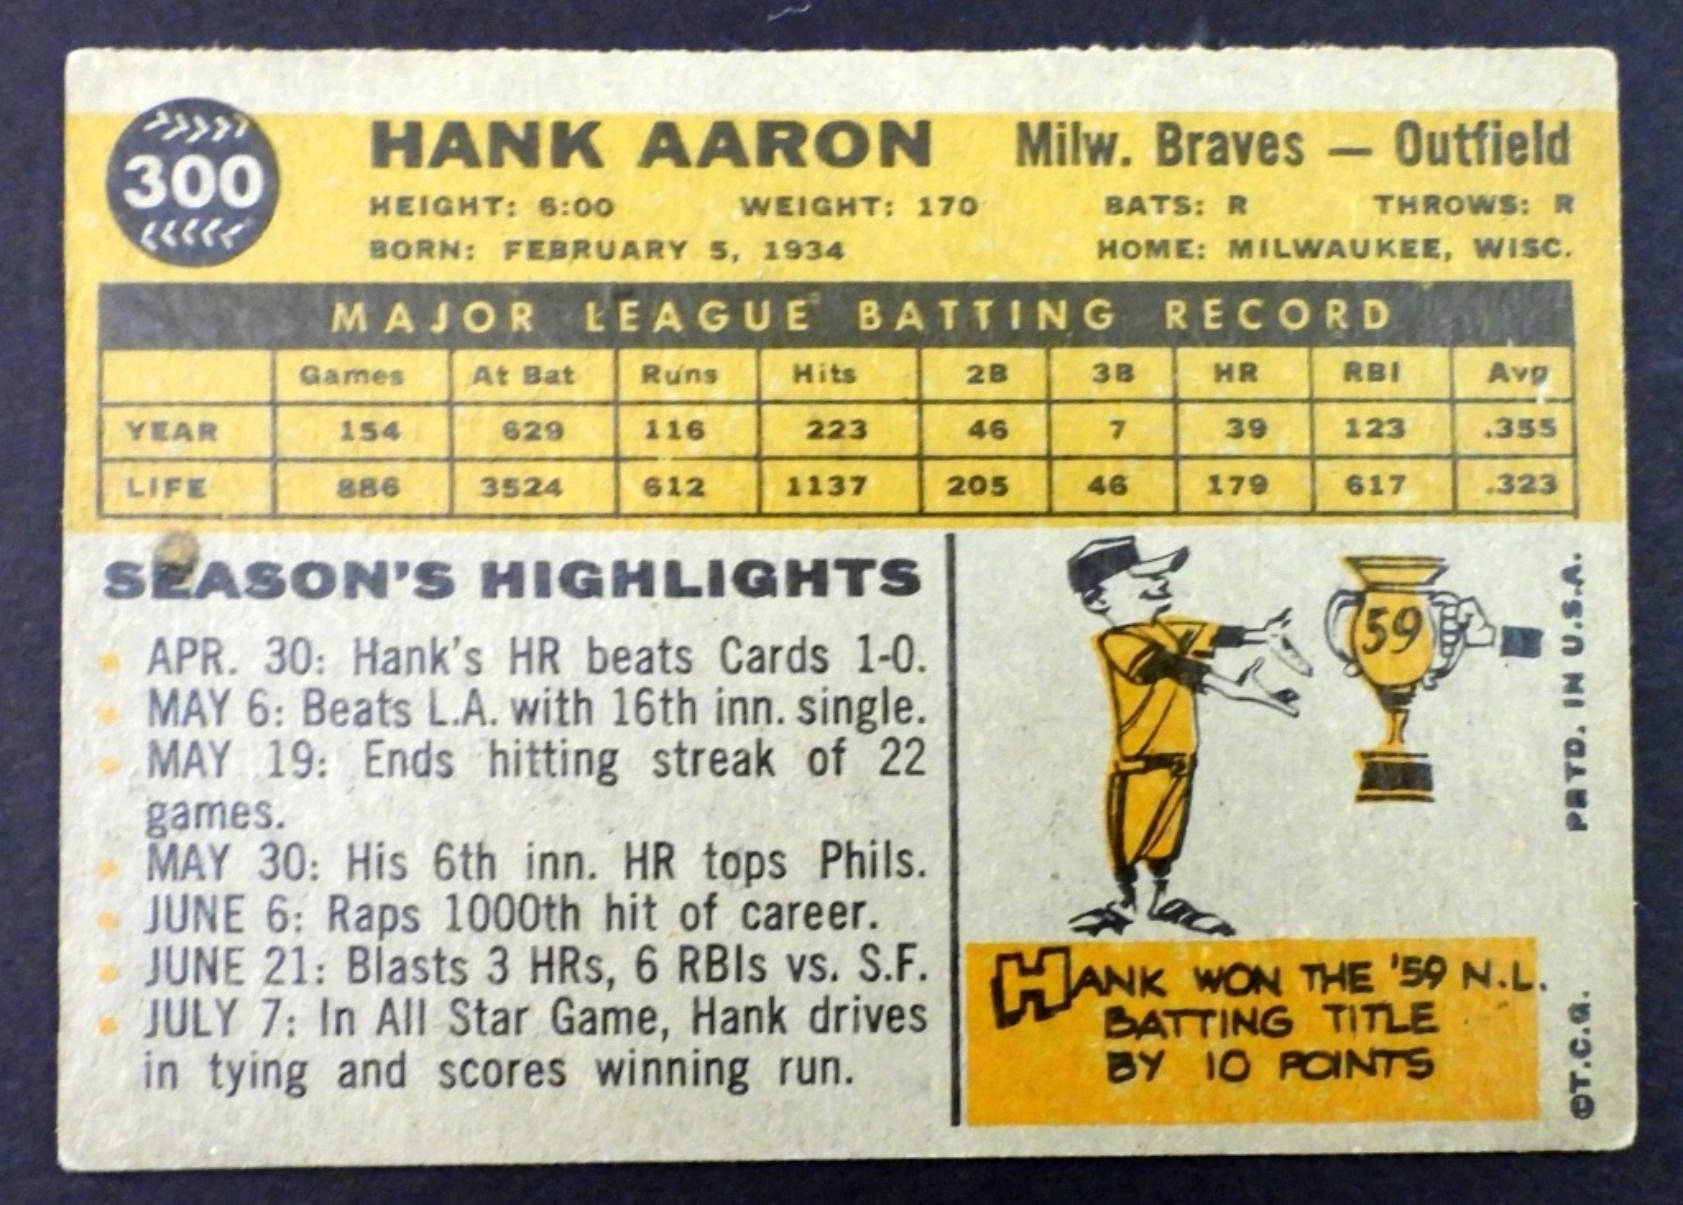 300
HANK AARON Milw. Braves — Outfield
HEIGHT: 6:00 WEIGHT: 170 BATS: R THROWS: R
BORN: FEBRUARY 5, 1934 HOME: MILWAUKEE, WISC.
MAJOR LEAGUE BATTING RECORD
Games At Bat Runs Hits 2B 3B HR RBI Avg
YEAR 154 629 116 223 46 7 39 123 .355
LIFE 886 3524 612 1137 205 46 179 617 .323
SEASON'S HIGHLIGHTS
APR. 30: Hank's HR beats Cards 1-0.
MAY 6: Beats L.A. with 16th inn. single.
MAY 19: Ends hitting streak of 22
games.
MAY 30: His 6th inn. HR tops Phils.
JUNE 6: Raps 1000th hit of career.
JUNE 21: Blasts 3 HRs, 6 RBIs vs. S.F.
JULY 7: In All Star Game, Hank drives
in tying and scores winning run.
59
HANK WON THE '59 N.L.
BATTING TITLE
BY 10 POINTS
©T.C.G. PRTD. IN U.S.A.